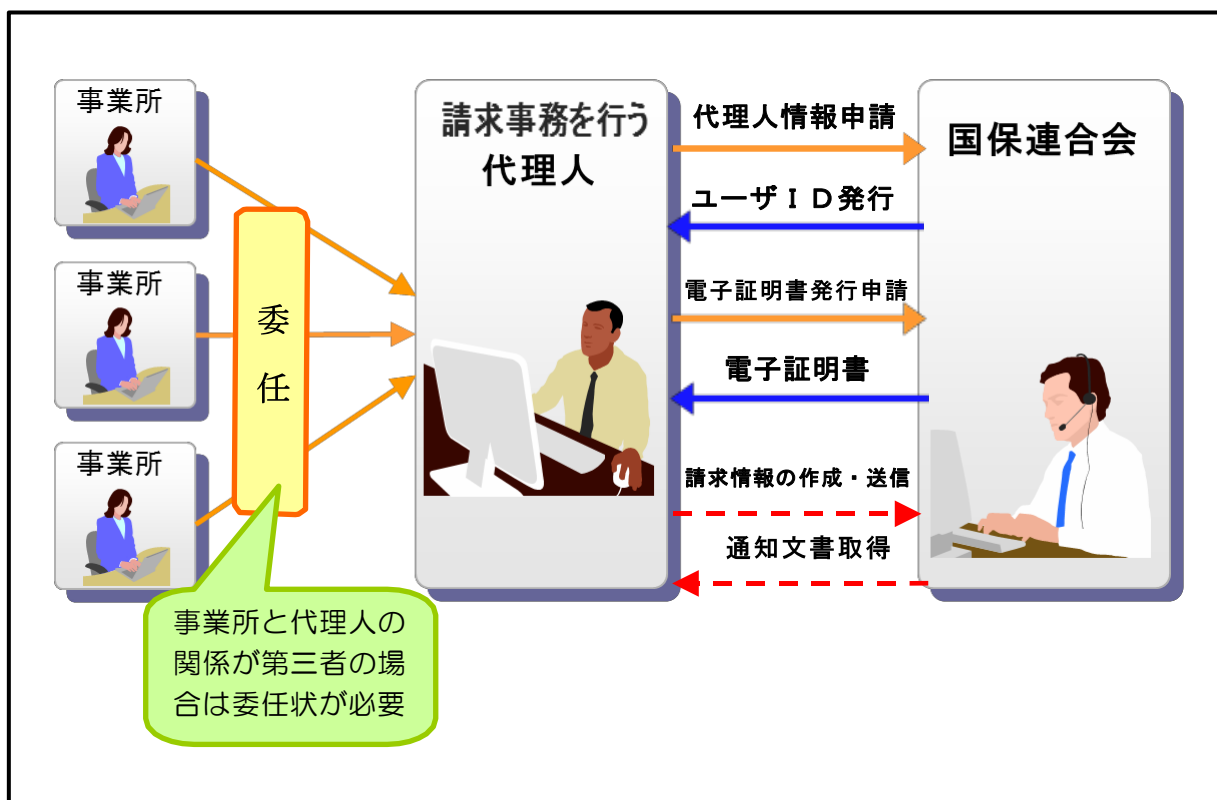 事業所
事業所
事業所
委
任
事業所と代理人の
関係が第三者の場
合は委任状が必要
請求事務を行う
代理人
代理人情報申請
ユーザＩＤ発行
電子証明書発行申請
電子証明書
請求情報の作成・送信
通知文書取得
国保連合会